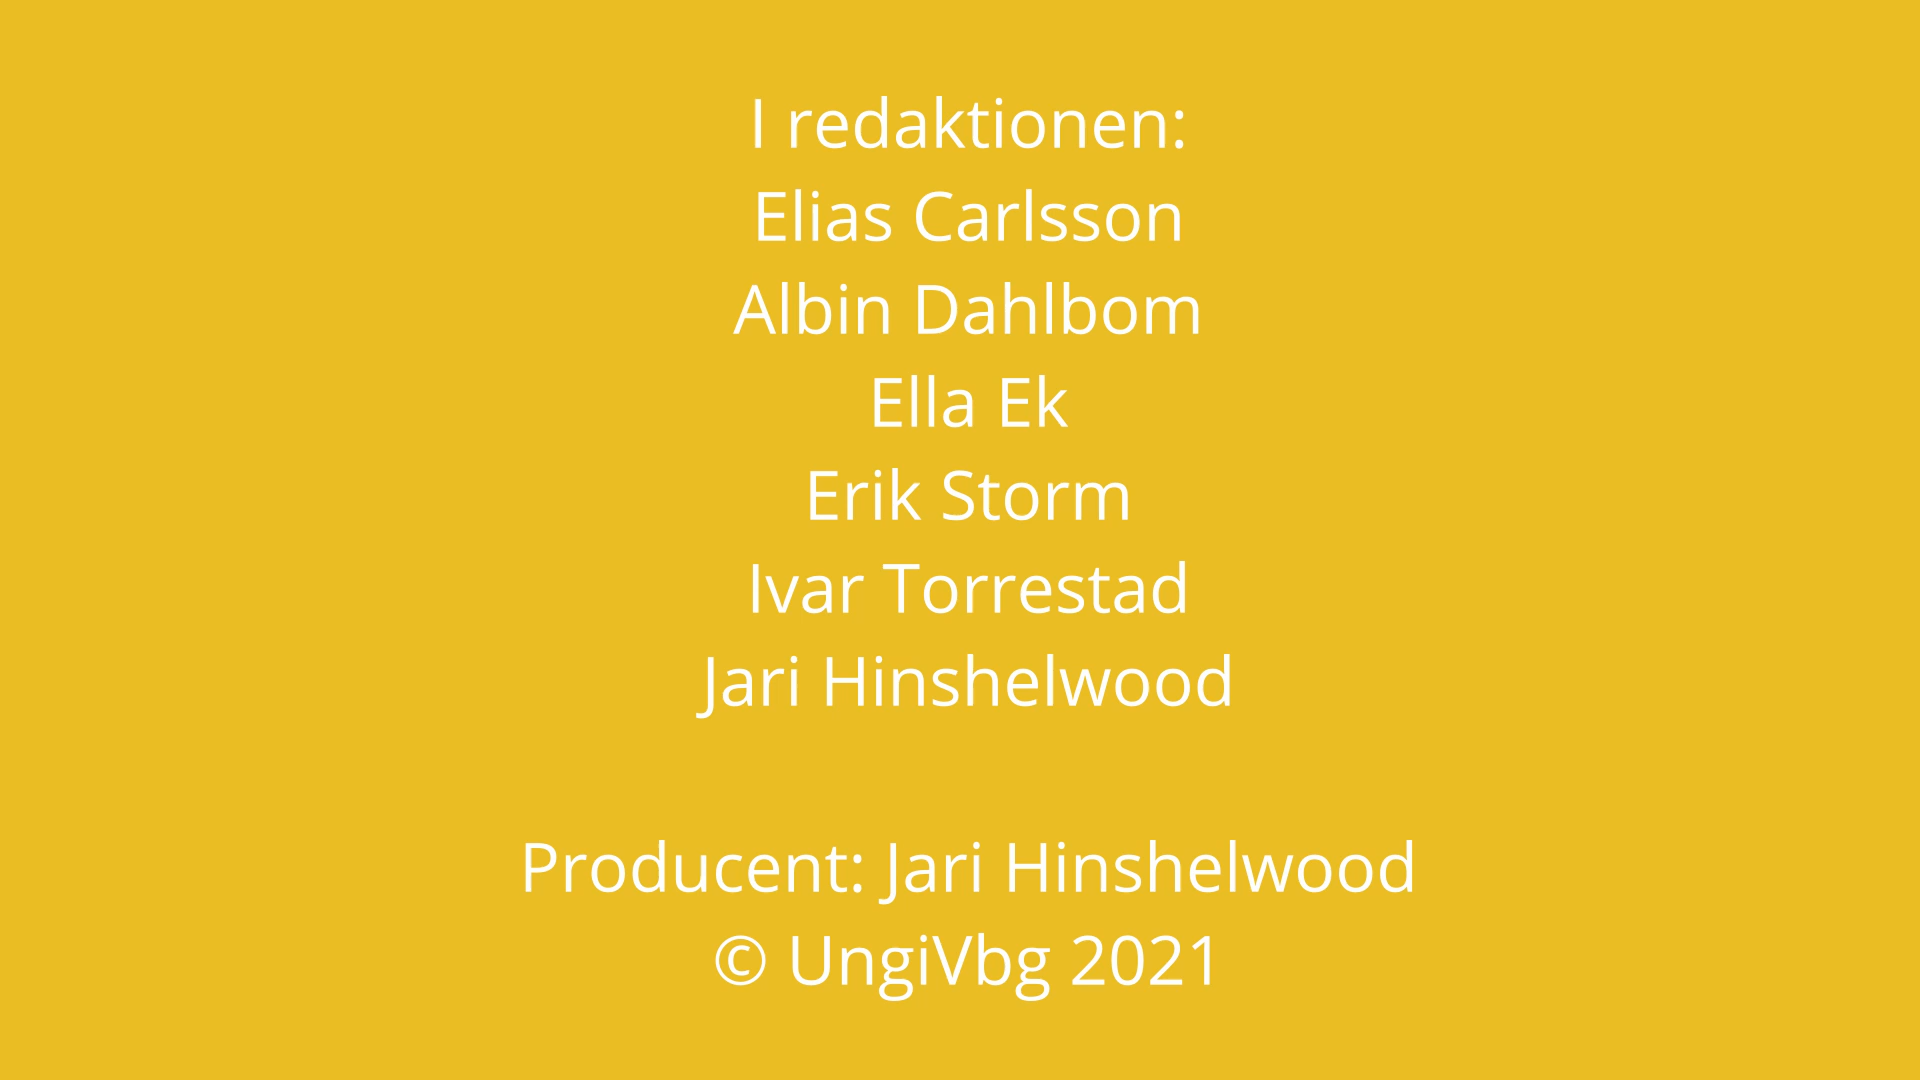 I redaktionen:
Elias Carlsson
Albin Dahlbom
Ella Ek
Erik Storm
Ivar Torrestad
Jari Hinshelwood
Producent: Jari Hinshelwood
© UngiVbg 2021